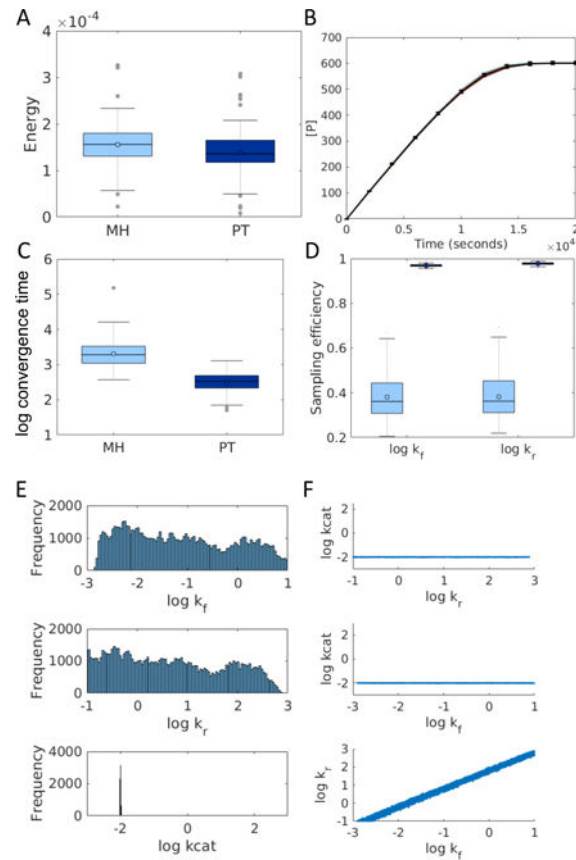 A
×10⁻⁴
4
3
2
1
0
Energy
MH
PT
B
700
600
500
400
300
200
100
0
[P]
0
0.5
1.0
1.5
20
Time (seconds)
×10⁴
C
6
5
4
3
2
1
log convergence time
MH
PT
D
1
0.8
0.6
0.4
0.2
Sampling efficiency
log k_f
log k_r
E
2000
1000
0
Frequency
-3 -2 -1 0 1
log k_f
2000
1000
0
Frequency
-1 0 1 2 3
log k_r
4000
2000
0
Frequency
-2 0 2
log kcat
F
2
0
-2
log kcat
-1 0 1 2 3
log k_r
2
0
-2
log kcat
-3 -2 -1 0 1
log k_f
3
2
1
0
-1
log k_r
-3 -2 -1 0 1
log k_f